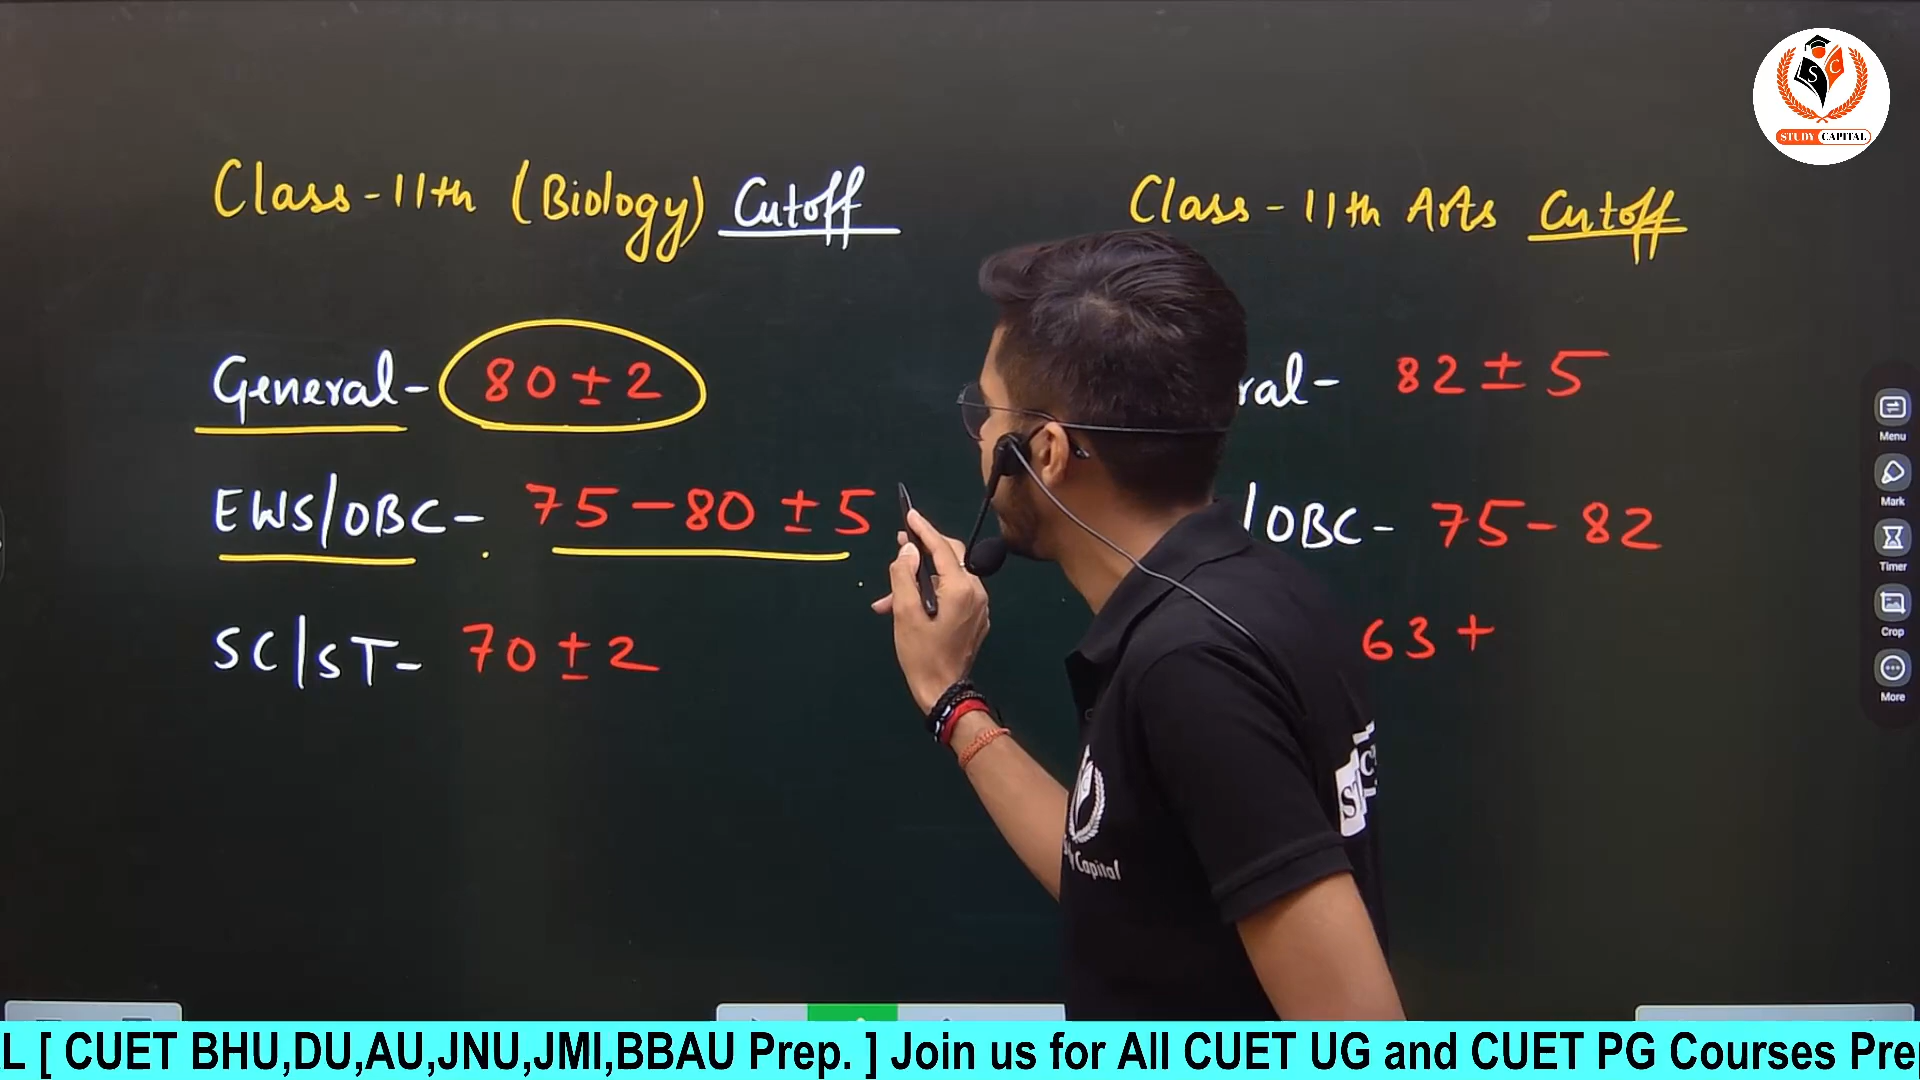 S C
STUDY CAPITAL
Class-11th (Biology) Cutoff
General- 80±2
EWS/OBC- 75-80±5
SC/ST- 70±2
Class-11th Arts Cutoff
ral- 82±5
/OBC- 75-82
63+
Menu
Mark
Timer
Crop
More
Capital
L [ CUET BHU,DU,AU,JNU,JMI,BBAU Prep. ] Join us for All CUET UG and CUET PG Courses Pre